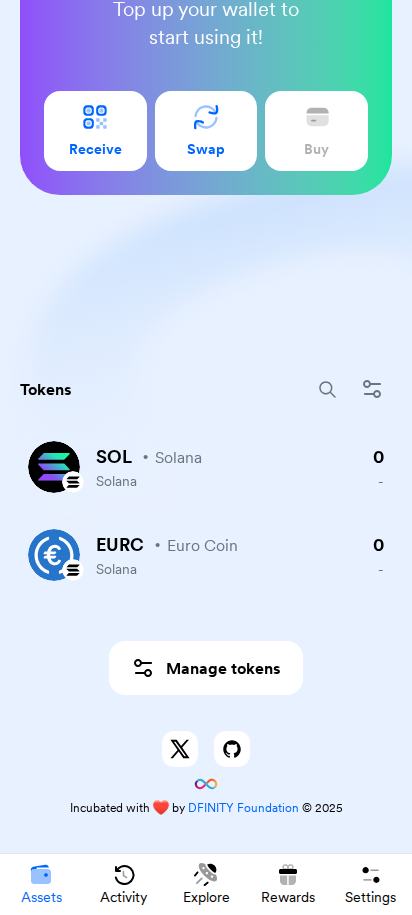 Top up your wallet to
start using it!
Receive
Swap
Buy
Tokens
SOL • Solana
0
Solana
-
EURC • Euro Coin
0
Solana
-
Manage tokens
Incubated with ❤️ by DFINITY Foundation © 2025
Assets
Activity
Explore
Rewards
Settings